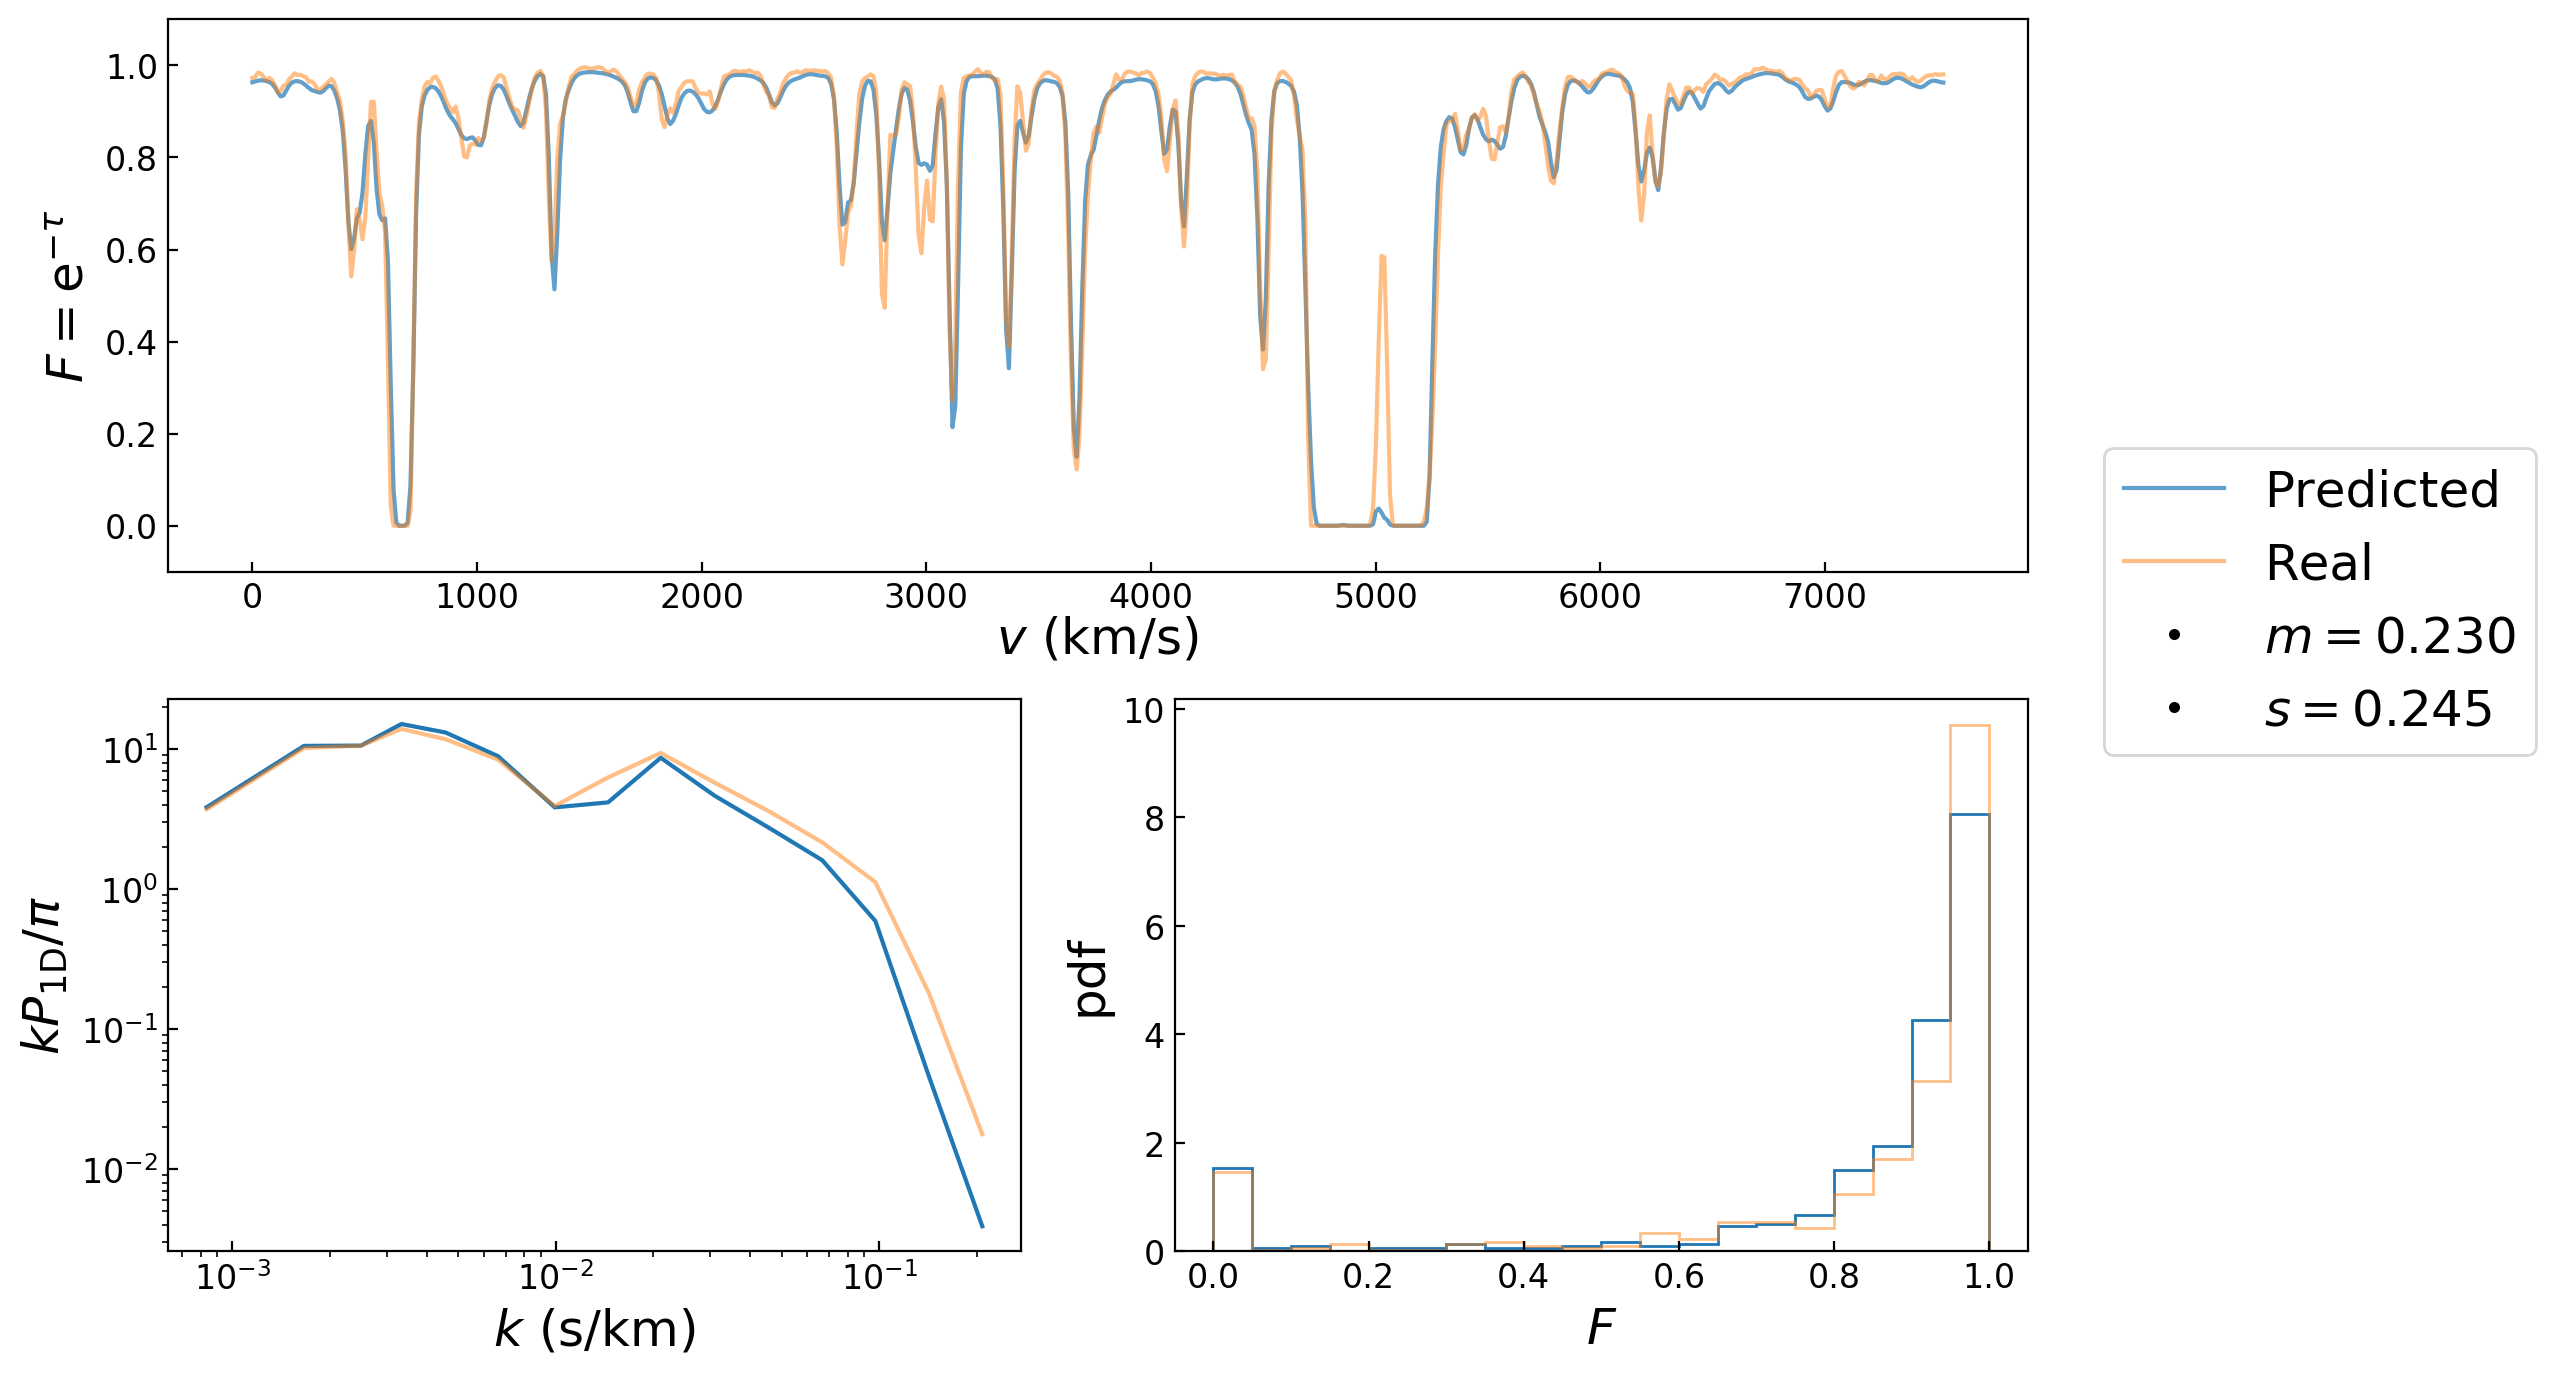 1.0
0.8
0.6
0.4
0.2
0.0
F = e^{−τ}
0 1000 2000 3000 4000 5000 6000 7000
v (km/s)
Predicted
Real
m = 0.230
s = 0.245
10^1
10^0
10^{−1}
10^{−2}
kP_{1D}/π
10^{−3} 10^{−2} 10^{−1}
k (s/km)
10
8
6
4
2
0
pdf
0.0 0.2 0.4 0.6 0.8 1.0
F